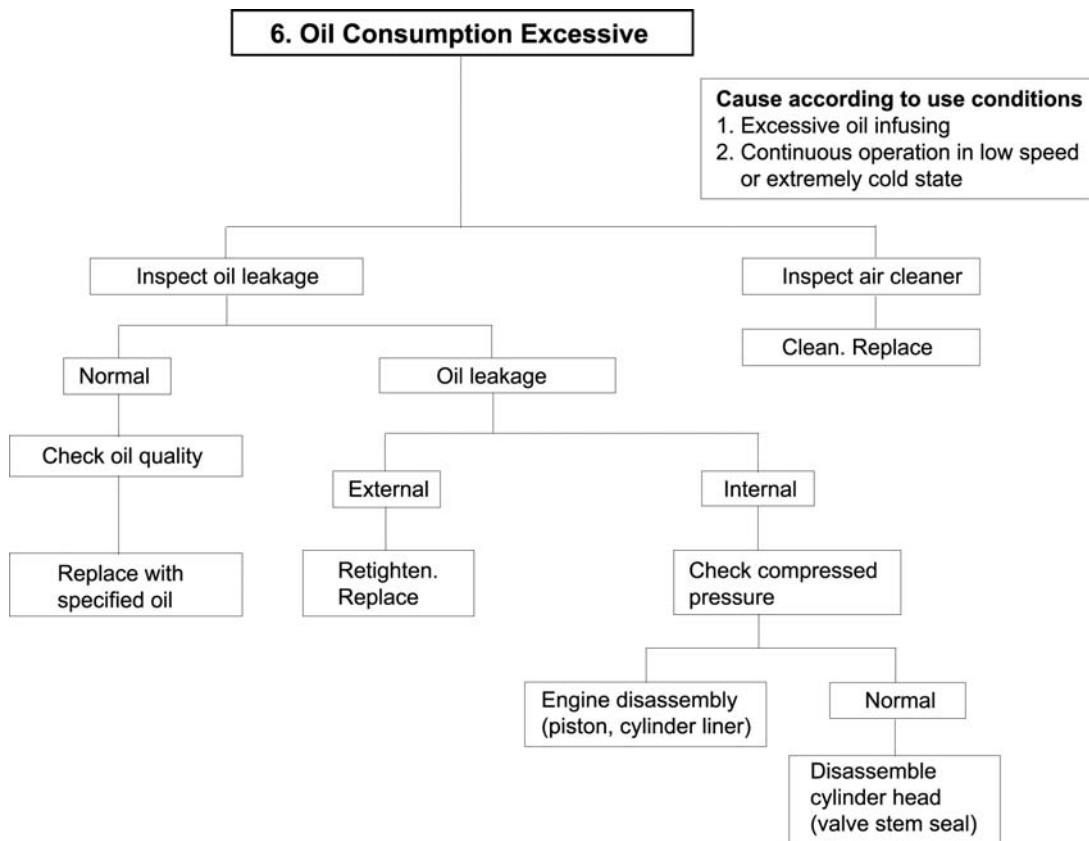 6. Oil Consumption Excessive
Cause according to use conditions
1. Excessive oil infusing
2. Continuous operation in low speed
or extremely cold state
Inspect oil leakage
Inspect air cleaner
Clean. Replace
Normal
Oil leakage
Check oil quality
External
Internal
Replace with
specified oil
Retighten.
Replace
Check compressed
pressure
Engine disassembly
(piston, cylinder liner)
Normal
Disassemble
cylinder head
(valve stem seal)